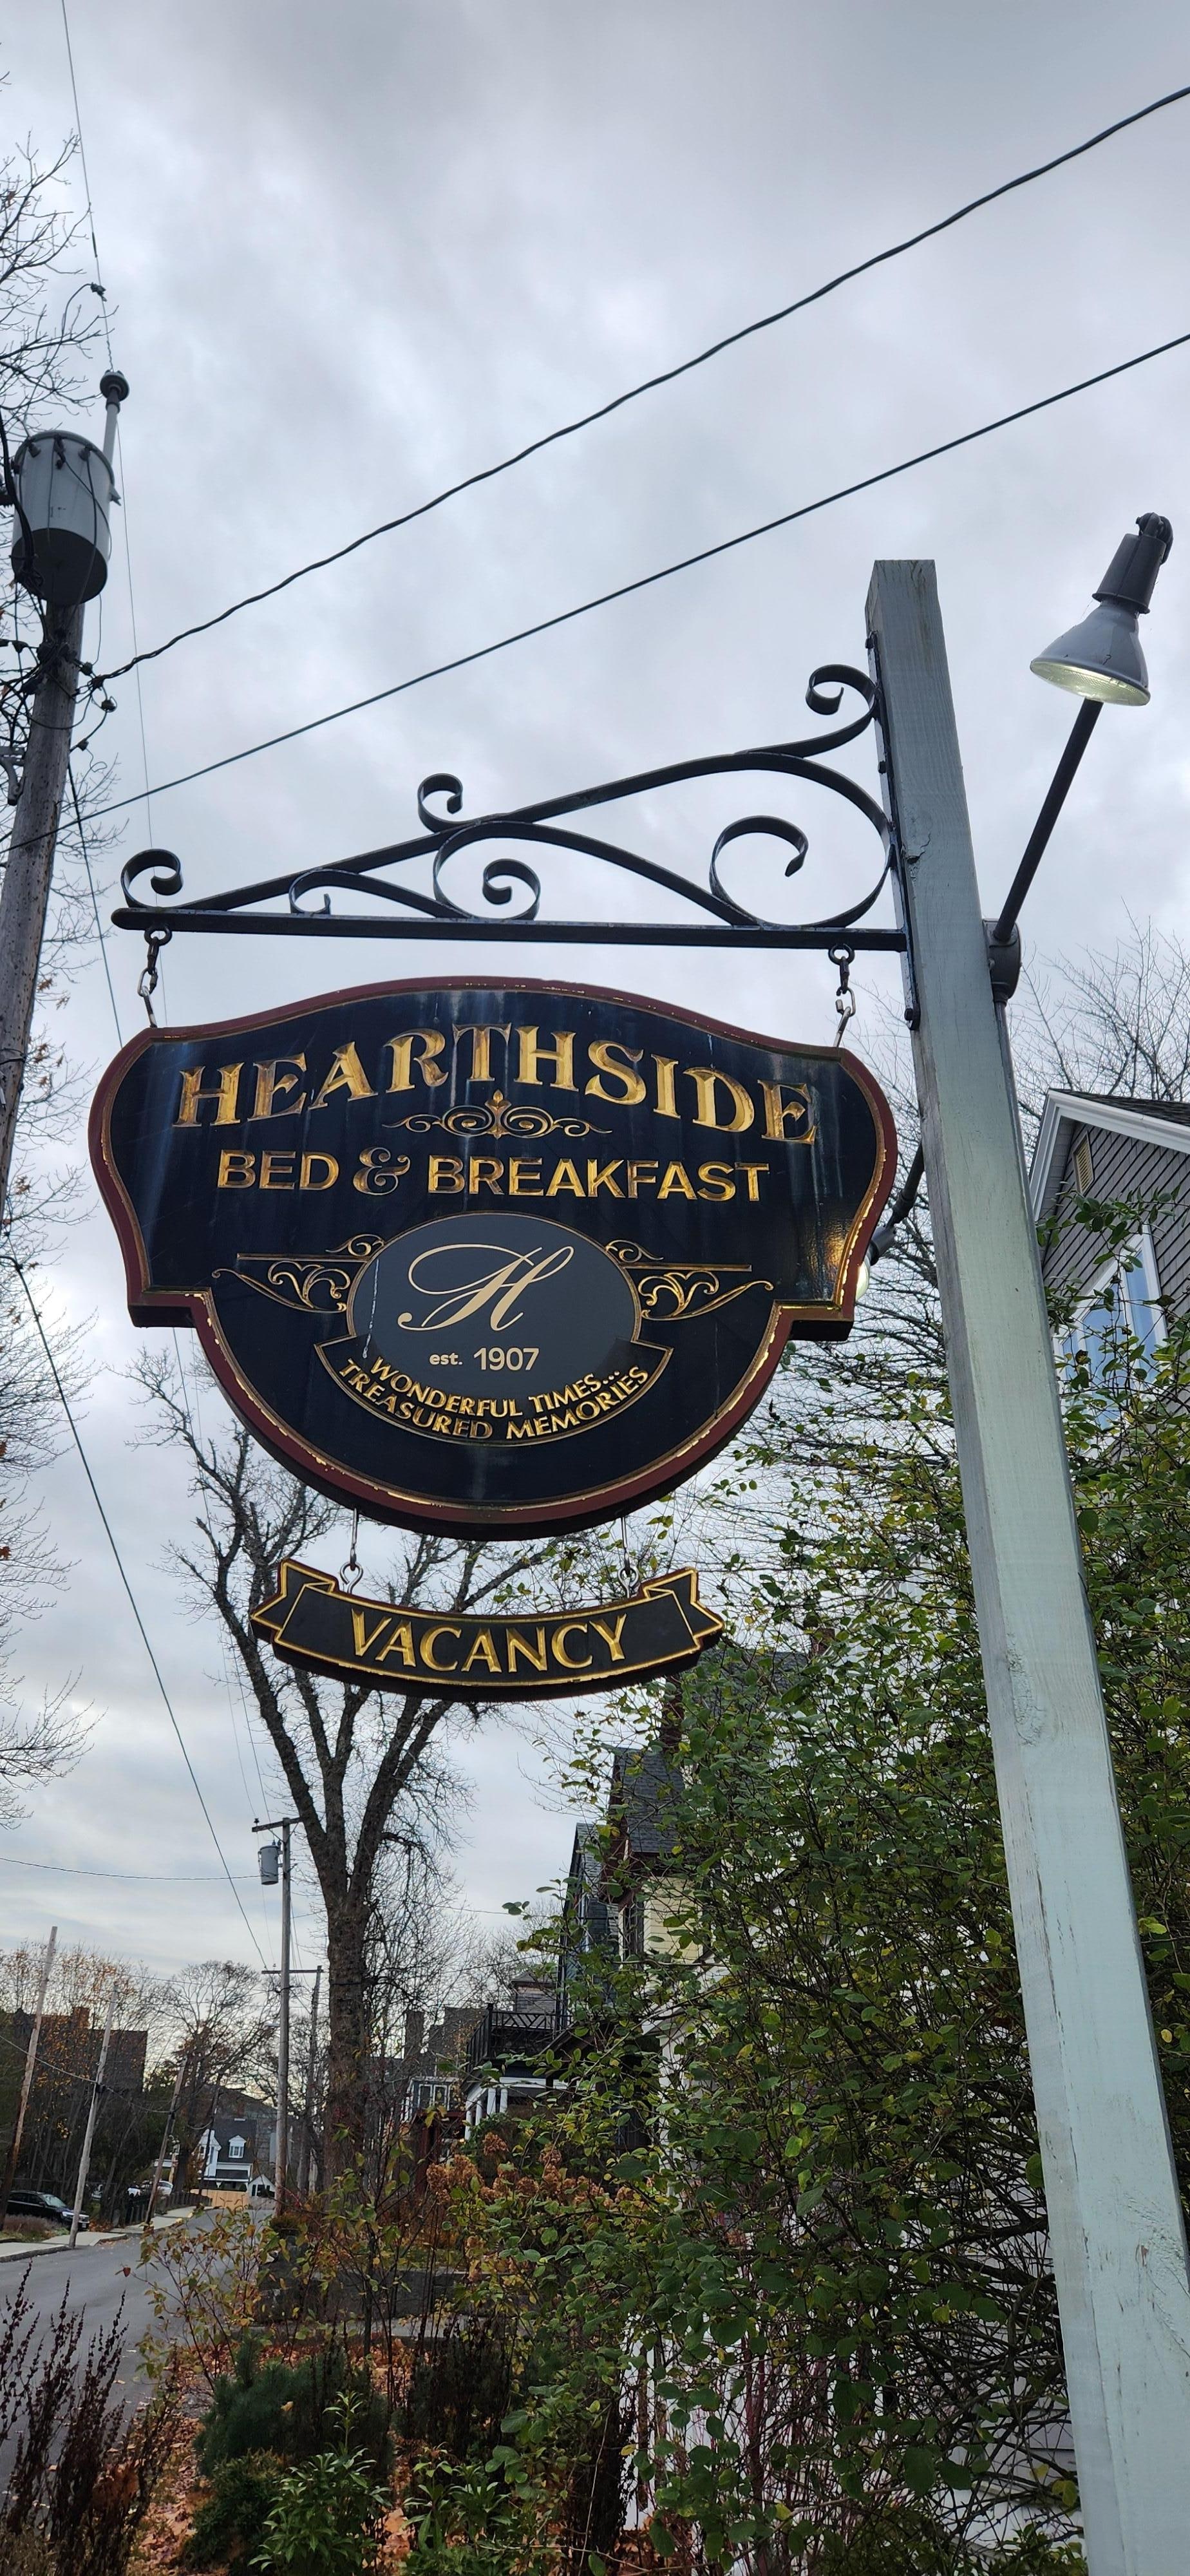 HEARTHSIDE
BED & BREAKFAST
H
est. 1907
WONDERFUL TIMES...
TREASURED MEMORIES
VACANCY